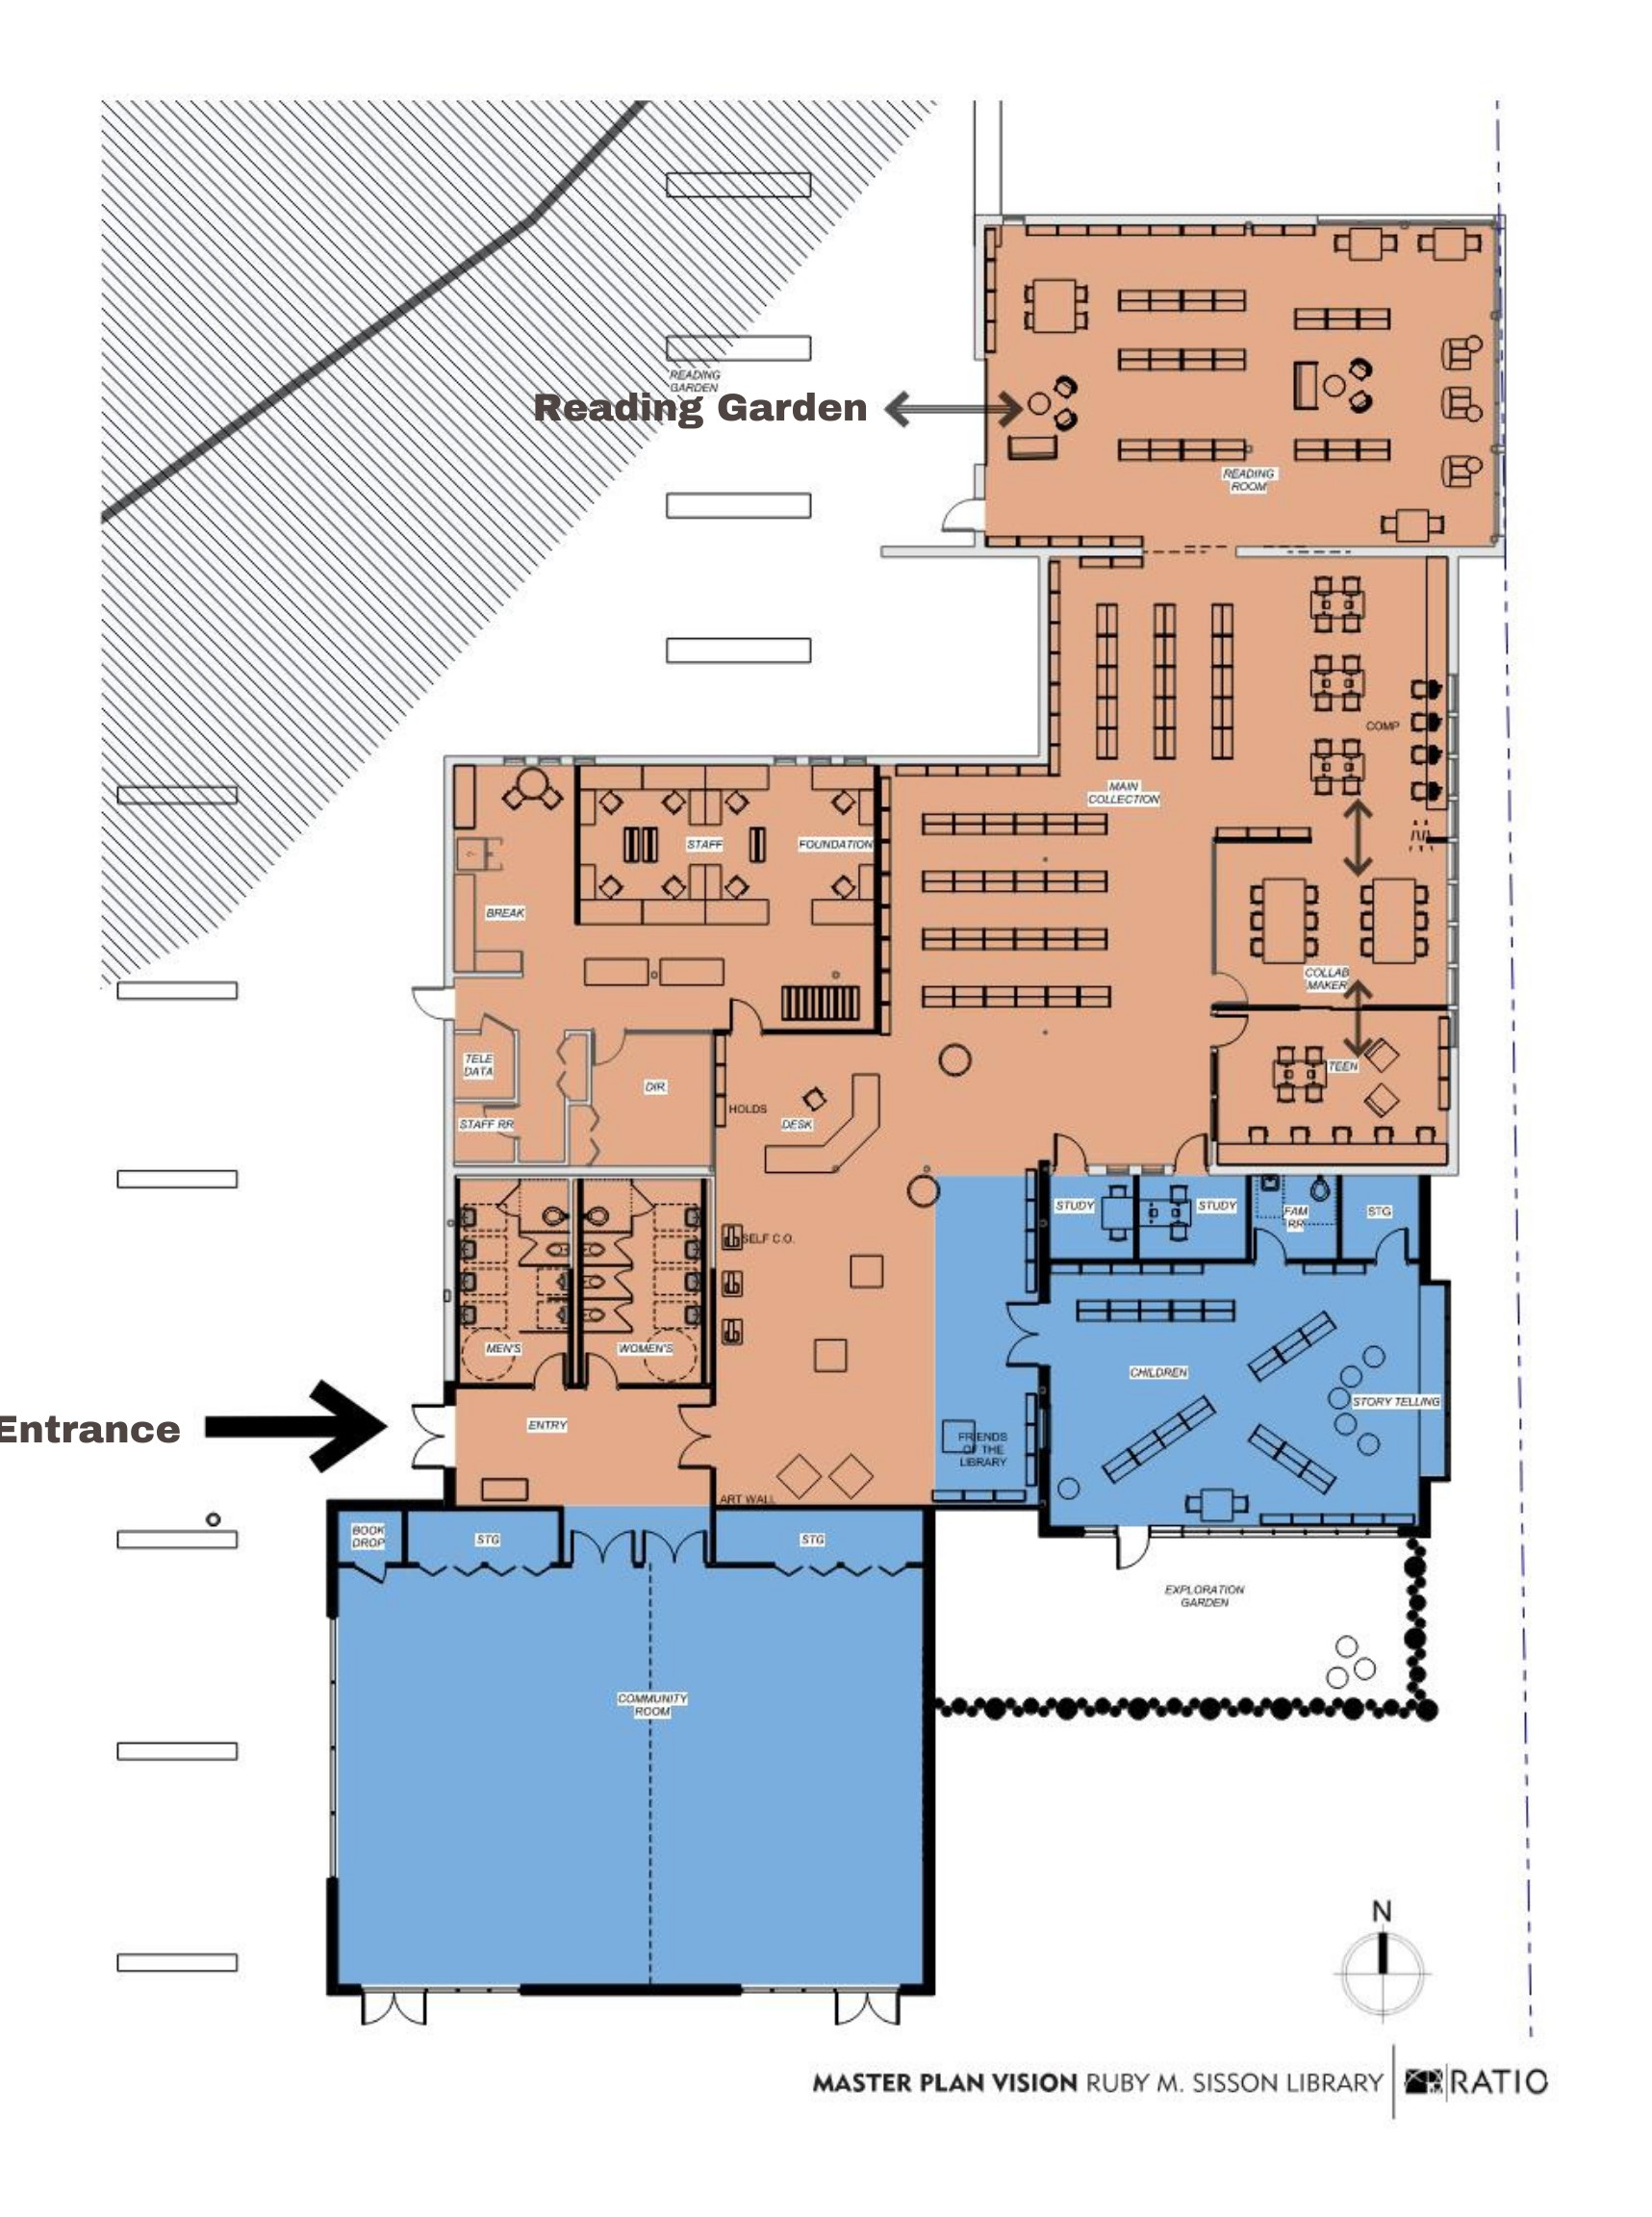 READING
GARDEN
Reading Garden
READING
ROOM
COMP
MAIN
COLLECTION
STAFF
FOUNDATION
BREAK
COLLAB
MAKER
TELE
DATA
DIR.
TEEN
HOLDS
DESK
STAFF RR
STUDY
STUDY
FAM
RR
STG
SELF C.O.
MEN'S
WOMEN'S
CHILDREN
STORY TELLING
Entrance
ENTRY
FRIENDS
OF THE
LIBRARY
ART WALL
BOOK
DROP
STG
STG
EXPLORATION
GARDEN
COMMUNITY
ROOM
N
MASTER PLAN VISION RUBY M. SISSON LIBRARY
RATIO